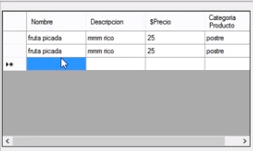 Nombre Descripcion $Precio Categoria Producto
fruta picada mmm rico 25 postre
fruta picada mmm rico 25 postre